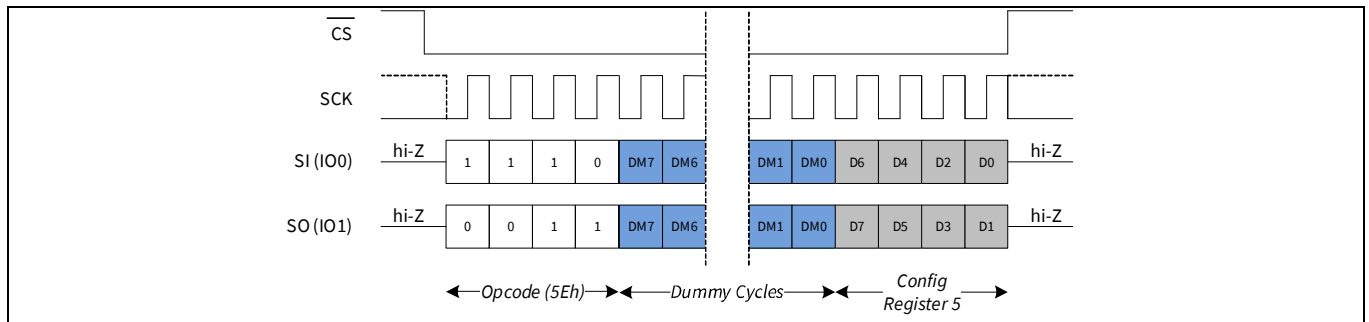 CS
SCK
SI (IO0) hi-Z 1 1 1 0 DM7 DM6 DM1 DM0 D6 D4 D2 D0 hi-Z
SO (IO1) hi-Z 0 0 1 1 DM7 DM6 DM1 DM0 D7 D5 D3 D1 hi-Z
Opcode (5Eh) Dummy Cycles Config
Register 5